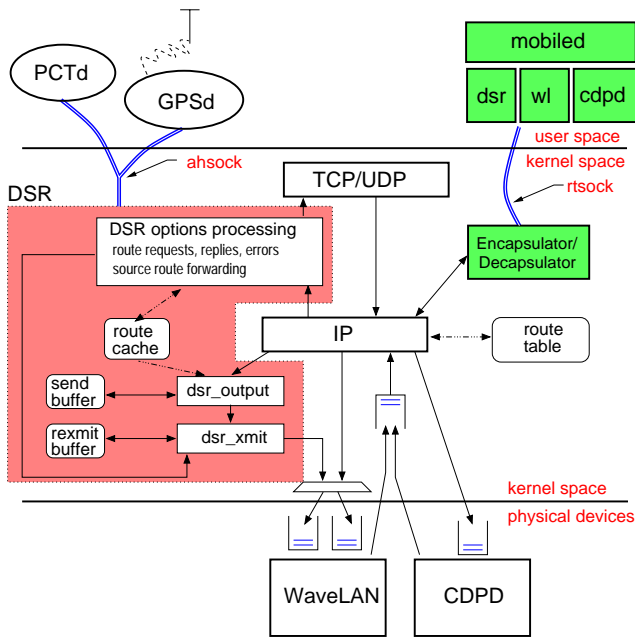 mobiled
PCTd
GPSd
dsr
wl
cdpd
user space
kernel space
ahsock
rtsock
TCP/UDP
DSR
DSR options processing
route requests, replies, errors
source route forwarding
Encapsulator/
Decapsulator
route
cache
IP
route
table
send
buffer
dsr_output
rexmit
buffer
dsr_xmit
kernel space
physical devices
WaveLAN
CDPD